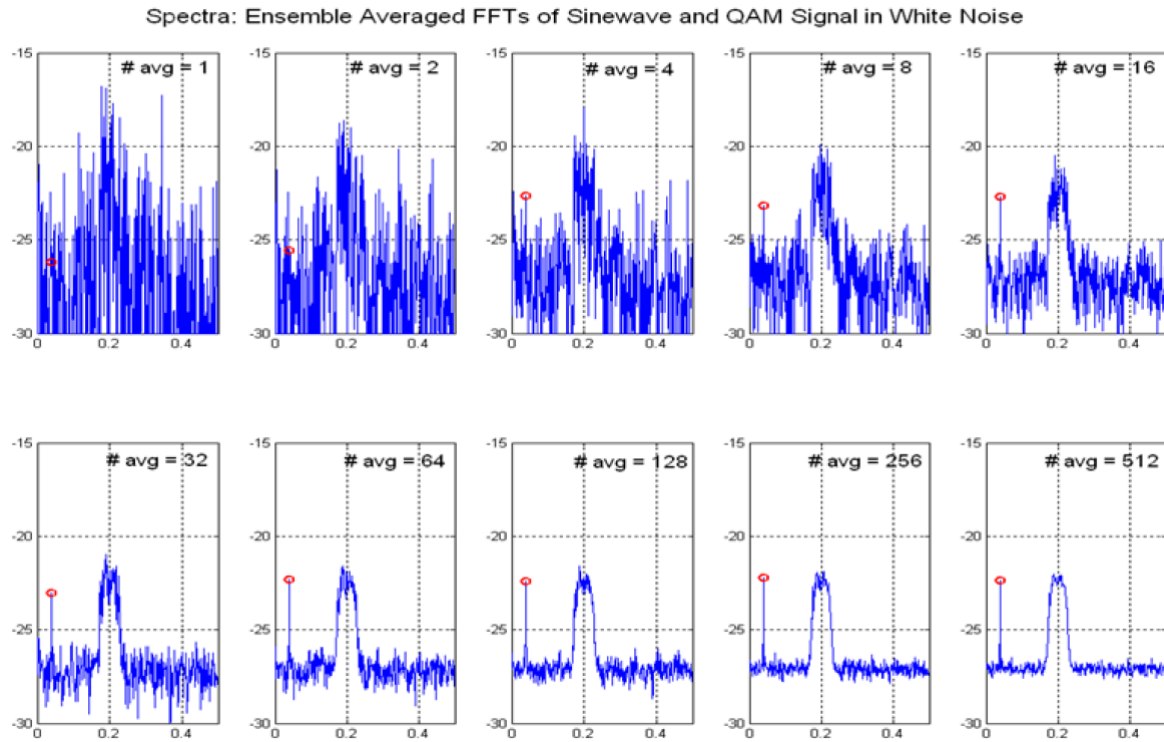 Spectra: Ensemble Averaged FFTs of Sinewave and QAM Signal in White Noise
# avg = 1
# avg = 2
# avg = 4
# avg = 8
# avg = 16
-15 -15 -15 -15 -15
-20 -20 -20 -20 -20
-25 -25 -25 -25 -25
-30 -30 -30 -30 -30
0 0.2 0.4 0 0.2 0.4 0 0.2 0.4 0 0.2 0.4 0 0.2 0.4
# avg = 32
# avg = 64
# avg = 128
# avg = 256
# avg = 512
-15 -15 -15 -15 -15
-20 -20 -20 -20 -20
-25 -25 -25 -25 -25
-30 -30 -30 -30 -30
0 0.2 0.4 0 0.2 0.4 0 0.2 0.4 0 0.2 0.4 0 0.2 0.4